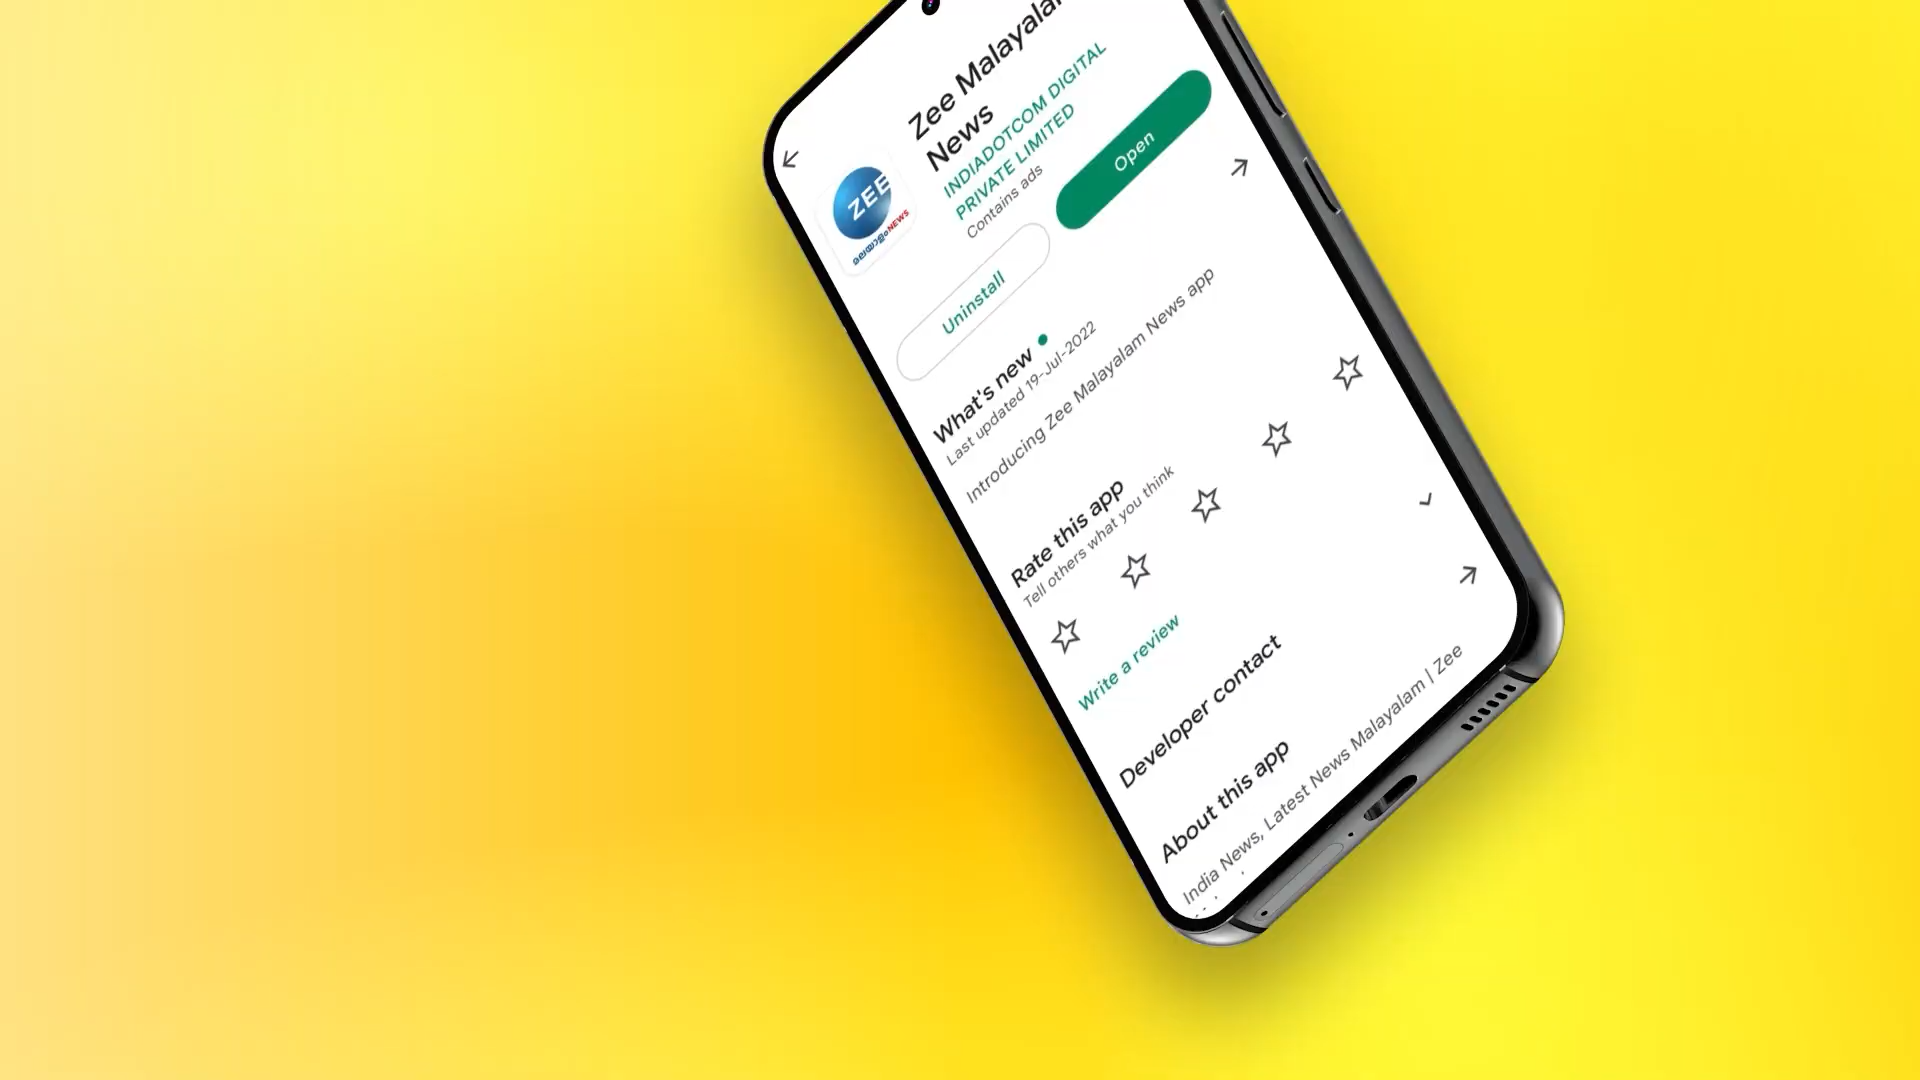 Zee Malayalam
News
INDIADOTCOM DIGITAL
PRIVATE LIMITED
Contains ads
ZEE
മലയാളംNEWS
Uninstall
Open
What's new
Last updated 19-Jul-2022
Introducing Zee Malayalam News app
Rate this app
Tell others what you think
Write a review
Developer contact
About this app
India News, Latest News Malayalam | Zee